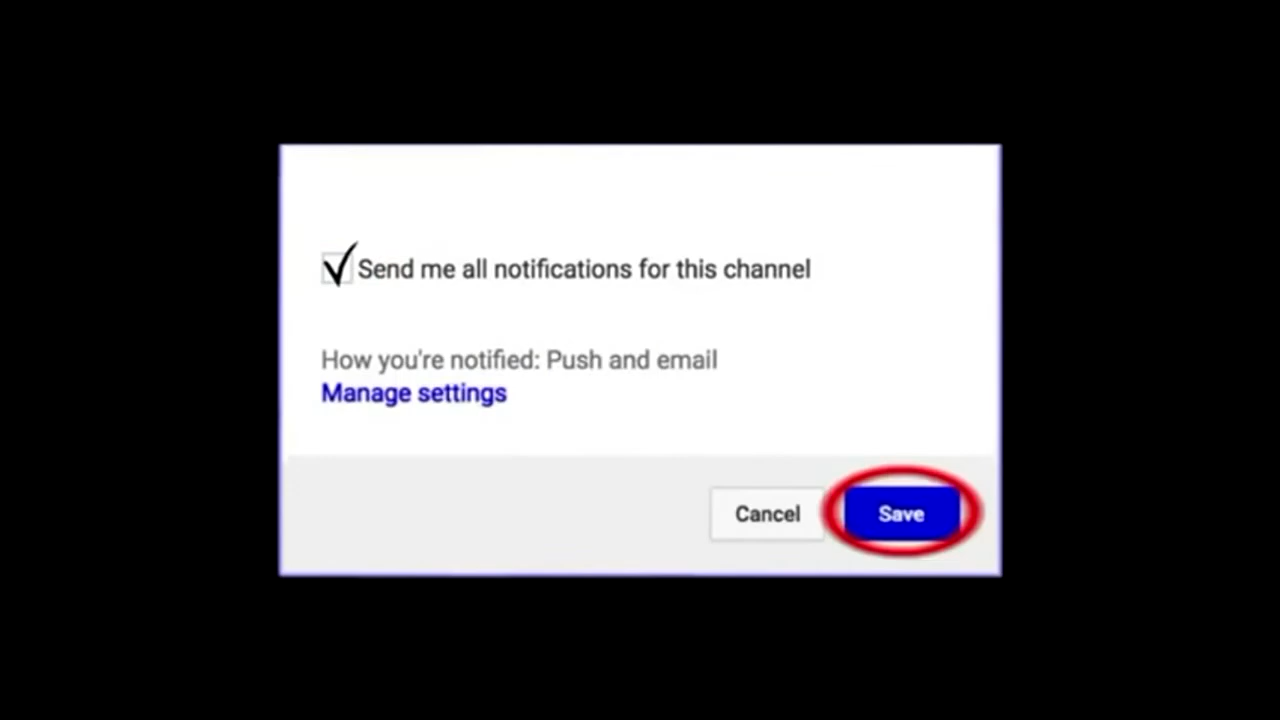 Send me all notifications for this channel
How you're notified: Push and email
Manage settings
Cancel
Save